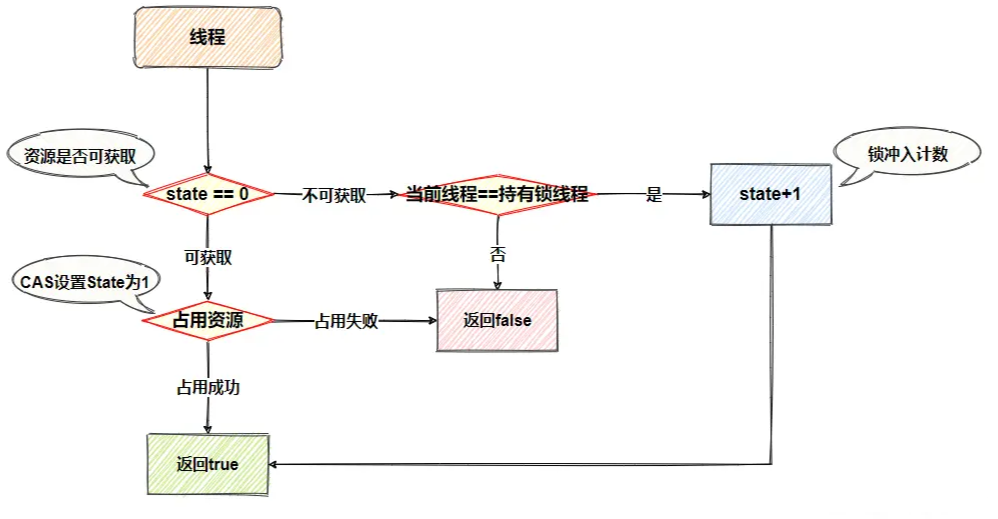 线程
资源是否可获取
锁冲入计数
state == 0
不可获取
当前线程==持有锁线程
是
state+1
可获取
否
CAS设置State为1
占用资源
占用失败
返回false
占用成功
返回true